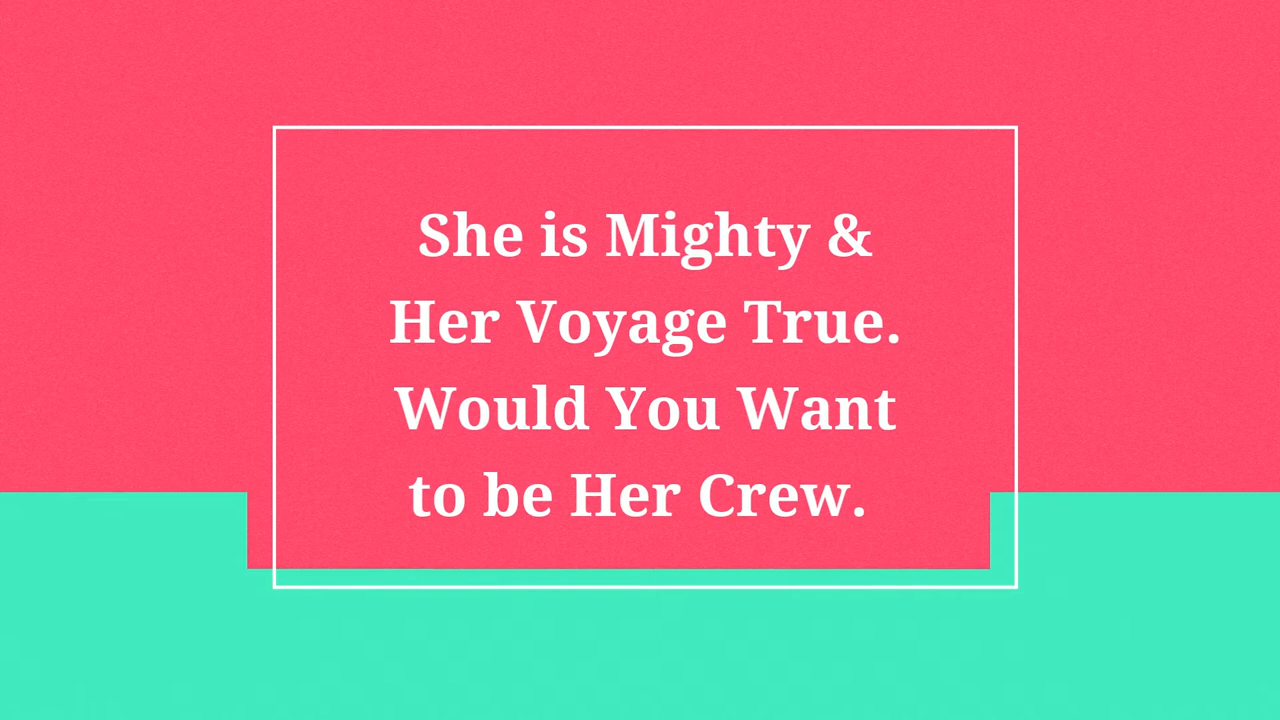 She is Mighty &
Her Voyage True.
Would You Want
to be Her Crew.